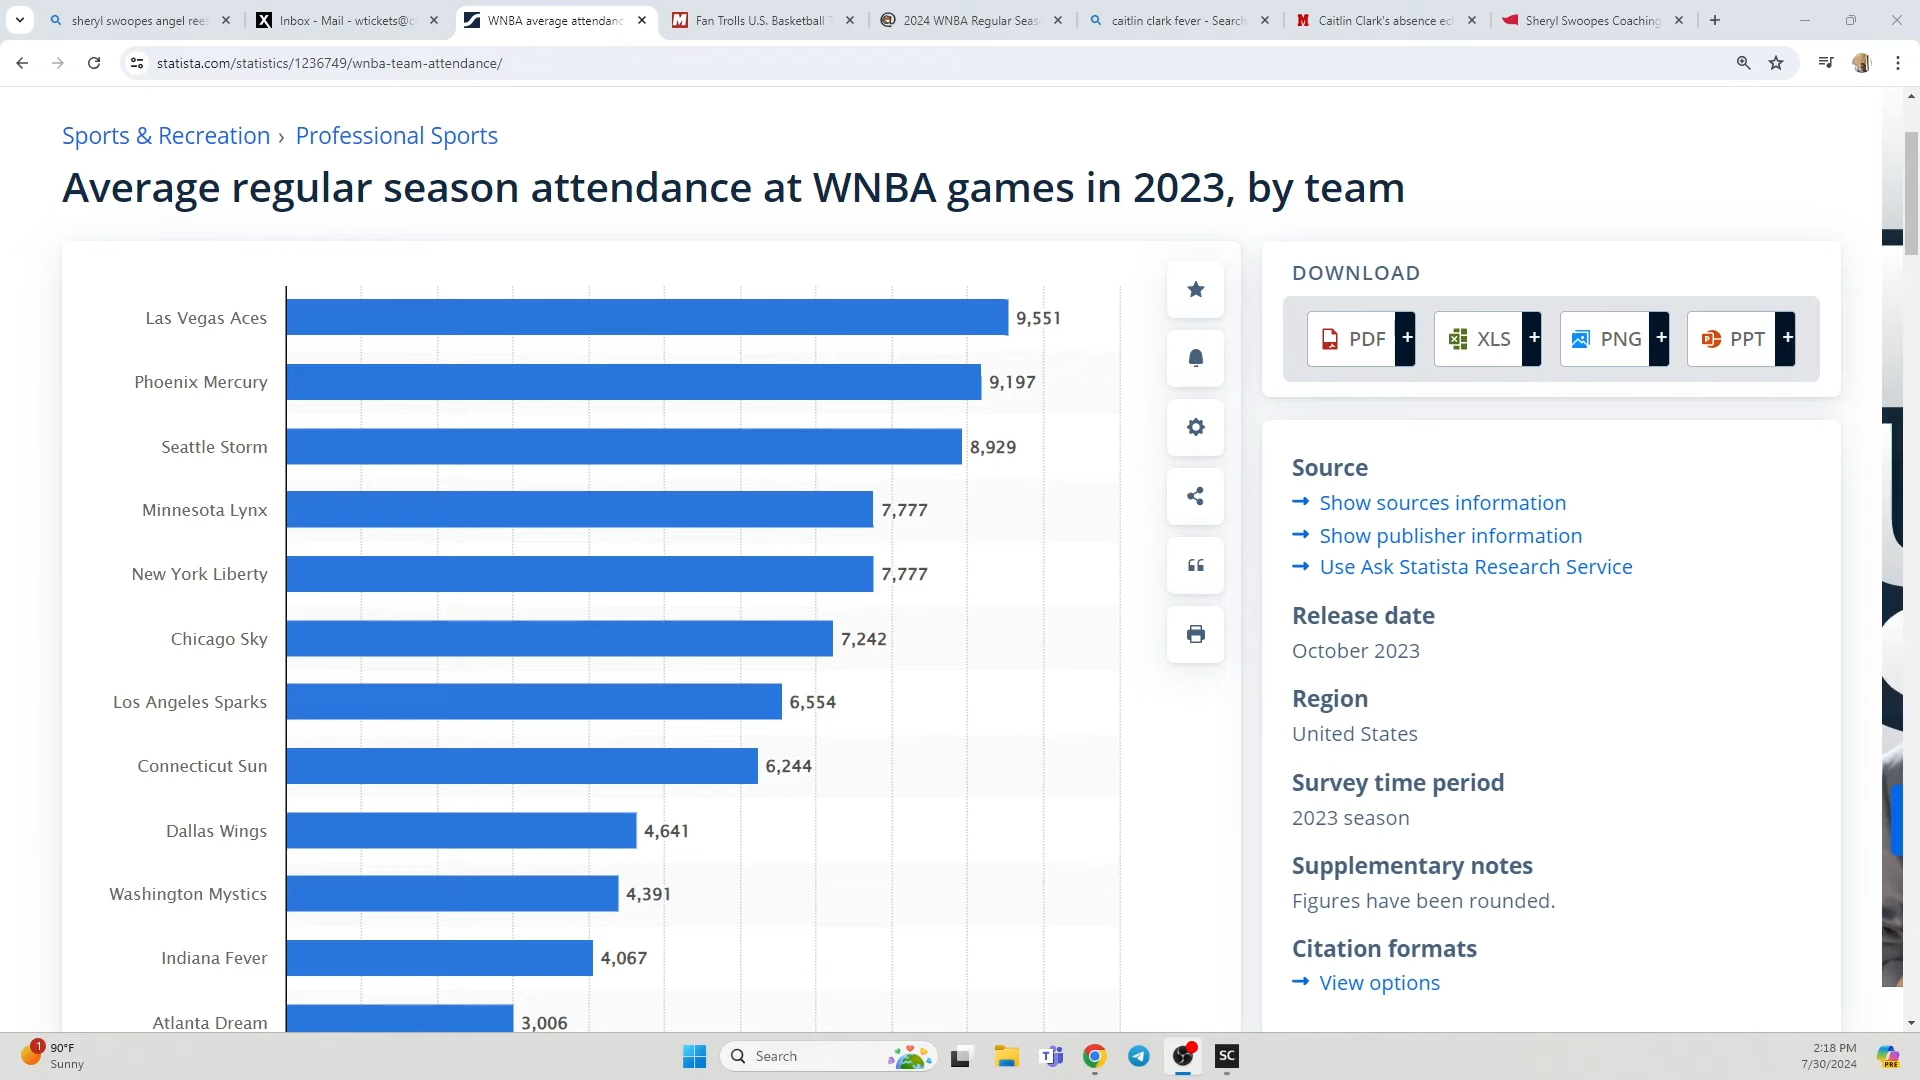 sheryl swoopes angel rees
Inbox - Mail - wtickets@c
WNBA average attendanc
Fan Trolls U.S. Basketball T
2024 WNBA Regular Seas
caitlin clark fever - Search
Caitlin Clark's absence ec
Sheryl Swoopes Coaching
statista.com/statistics/1236749/wnba-team-attendance/
Sports & Recreation › Professional Sports
Average regular season attendance at WNBA games in 2023, by team
Las Vegas Aces 9,551
Phoenix Mercury 9,197
Seattle Storm 8,929
Minnesota Lynx 7,777
New York Liberty 7,777
Chicago Sky 7,242
Los Angeles Sparks 6,554
Connecticut Sun 6,244
Dallas Wings 4,641
Washington Mystics 4,391
Indiana Fever 4,067
Atlanta Dream 3,006
DOWNLOAD
PDF + XLS + PNG + PPT +
Source
→ Show sources information
→ Show publisher information
→ Use Ask Statista Research Service
Release date
October 2023
Region
United States
Survey time period
2023 season
Supplementary notes
Figures have been rounded.
Citation formats
→ View options
1
90°F
Sunny
Search
SC
2:18 PM
7/30/2024
PRE